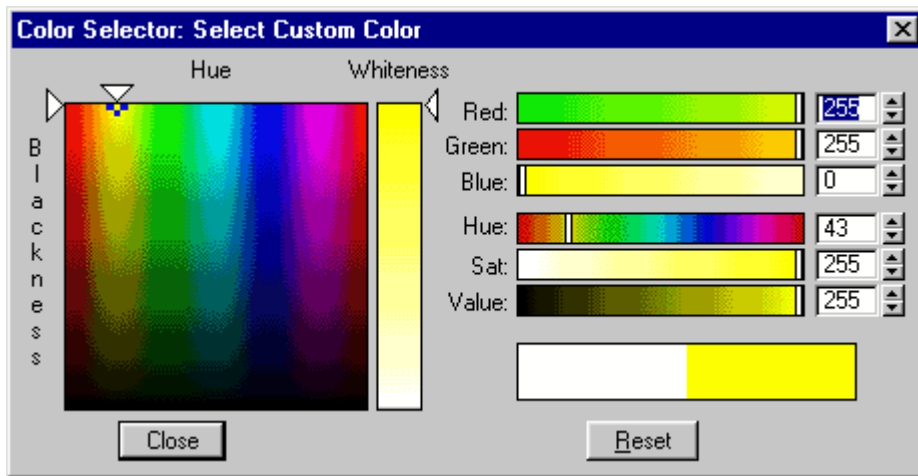 Color Selector: Select Custom Color
Hue
Whiteness
Blackness
Red: 255
Green: 255
Blue: 0
Hue: 43
Sat: 255
Value: 255
Close
Reset